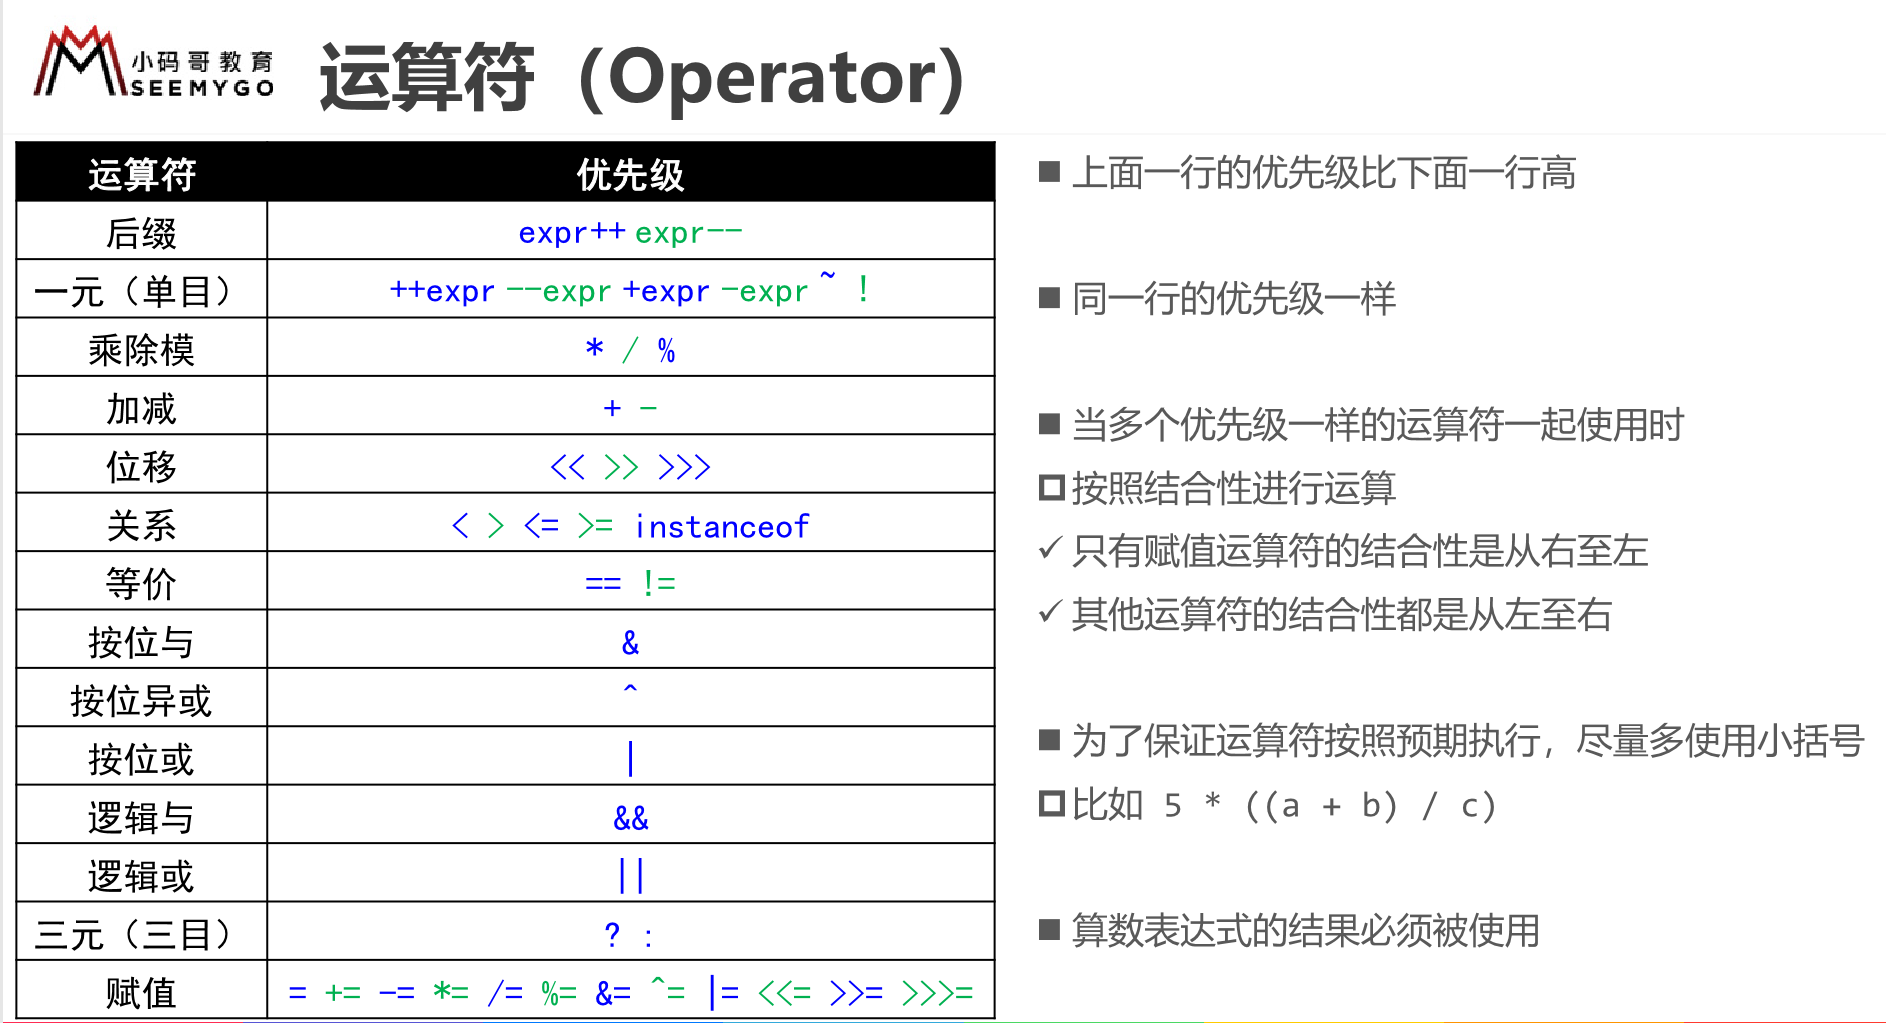 小码哥教育
SEEMYGO
运算符（Operator）
运算符 优先级
后缀 expr++ expr--
一元（单目） ++expr --expr +expr -expr ~ !
乘除模 * / %
加减 + -
位移 << >> >>>
关系 < > <= >= instanceof
等价 == !=
按位与 &
按位异或 ^
按位或 |
逻辑与 &&
逻辑或 ||
三元（三目） ? :
赋值 = += -= *= /= %= &= ^= |= <<= >>= >>>=
■ 上面一行的优先级比下面一行高
■ 同一行的优先级一样
■ 当多个优先级一样的运算符一起使用时
□ 按照结合性进行运算
✓ 只有赋值运算符的结合性是从右至左
✓ 其他运算符的结合性都是从左至右
■ 为了保证运算符按照预期执行，尽量多使用小括号
□ 比如 5 * ((a + b) / c)
■ 算数表达式的结果必须被使用